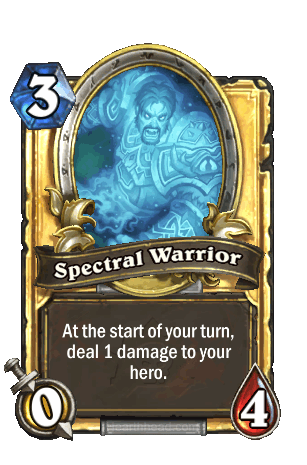 3
Spectral Warrior
At the start of your turn,
deal 1 damage to your
hero.
0
4